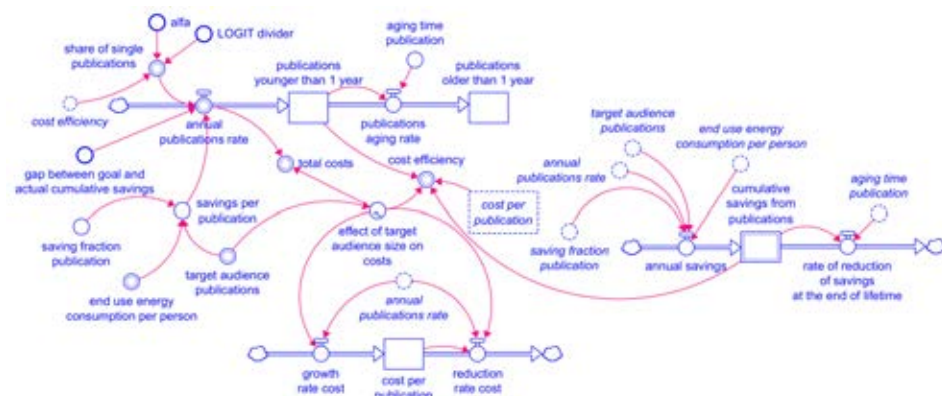 alfa
LOGIT divider
share of single
publications
cost efficiency
annual
publications rate
gap between goal and
actual cumulative savings
aging time
publication
publications
younger than 1 year
publications
older than 1 year
publications
aging rate
total costs
cost efficiency
cost per
publication
savings per
publication
saving fraction
publication
end use energy
consumption per person
target audience
publications
effect of target
audience size on
costs
annual
publications rate
growth
rate cost
cost per
publication
reduction
rate cost
target audience
publications
end use energy
consumption per person
annual
publications rate
saving fraction
publication
annual savings
cumulative
savings from
publications
aging time
publication
rate of reduction
of savings
at the end of lifetime